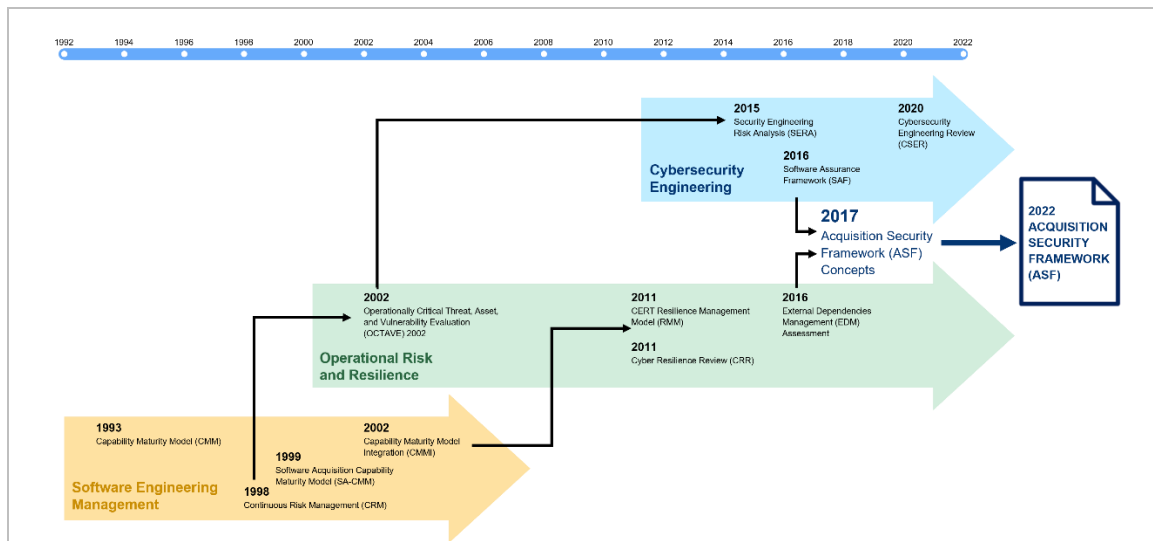 1992 1994 1996 1998 2000 2002 2004 2006 2008 2010 2012 2014 2016 2018 2020 2022
2015
Security Engineering
Risk Analysis (SERA)
2020
Cybersecurity
Engineering Review
(CSER)
2016
Software Assurance
Framework (SAF)
Cybersecurity
Engineering
2017
Acquisition Security
Framework (ASF)
Concepts
2022
ACQUISITION
SECURITY
FRAMEWORK
(ASF)
2002
Operationally Critical Threat, Asset,
and Vulnerability Evaluation
(OCTAVE) 2002
2011
CERT Resilience Management
Model (RMM)
2011
Cyber Resilience Review (CRR)
2016
External Dependencies
Management (EDM)
Assessment
Operational Risk
and Resilience
1993
Capability Maturity Model (CMM)
2002
Capability Maturity Model
Integration (CMMI)
1999
Software Acquisition Capability
Maturity Model (SA-CMM)
1998
Continuous Risk Management (CRM)
Software Engineering
Management